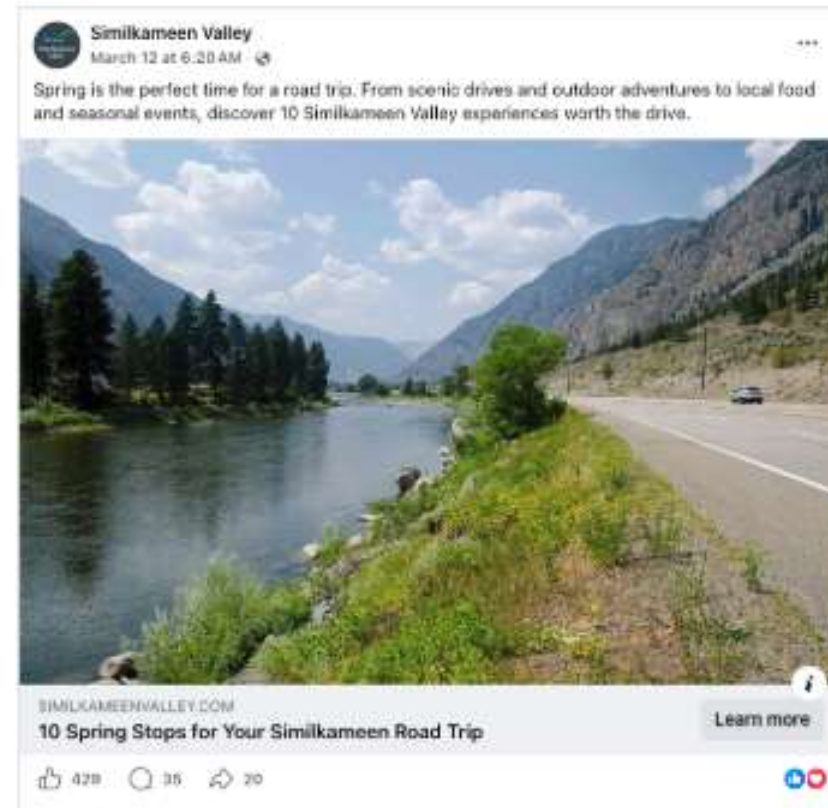 Similkameen Valley
March 12 at 6:20 AM
Spring is the perfect time for a road trip. From scenic drives and outdoor adventures to local food
and seasonal events, discover 10 Similkameen Valley experiences worth the drive.
i
SIMILKAMEENVALLEY.COM
10 Spring Stops for Your Similkameen Road Trip
Learn more
429 35 20